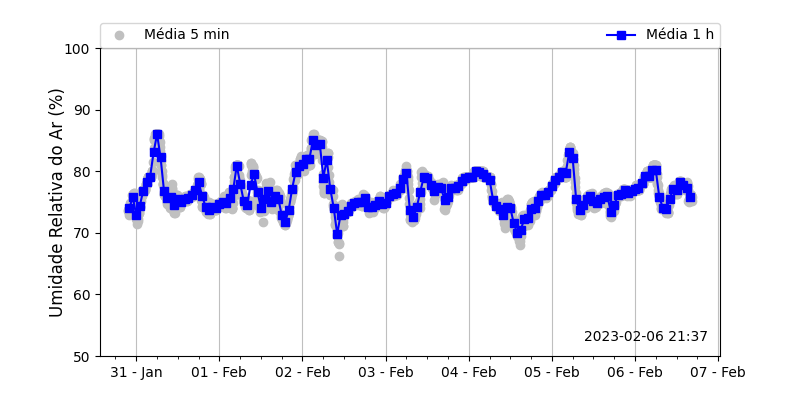 Média 5 min
Média 1 h
Umidade Relativa do Ar (%)
100
90
80
70
60
50
2023-02-06 21:37
31 - Jan
01 - Feb
02 - Feb
03 - Feb
04 - Feb
05 - Feb
06 - Feb
07 - Feb